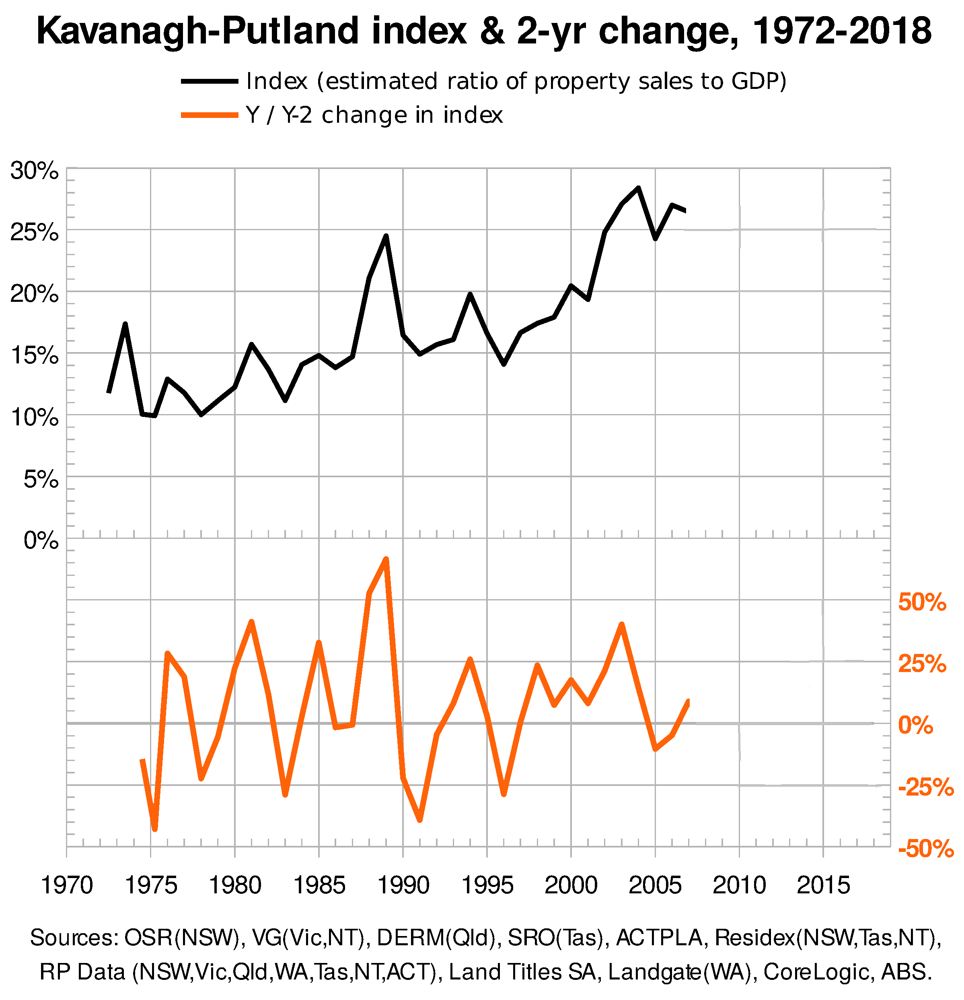 Kavanagh-Putland index & 2-yr change, 1972-2018
Index (estimated ratio of property sales to GDP)
Y / Y-2 change in index
30%
25%
20%
15%
10%
5%
0%
50%
25%
0%
-25%
-50%
1970 1975 1980 1985 1990 1995 2000 2005 2010 2015
Sources: OSR(NSW), VG(Vic,NT), DERM(Qld), SRO(Tas), ACTPLA, Residex(NSW,Tas,NT),
RP Data (NSW,Vic,Qld,WA,Tas,NT,ACT), Land Titles SA, Landgate(WA), CoreLogic, ABS.